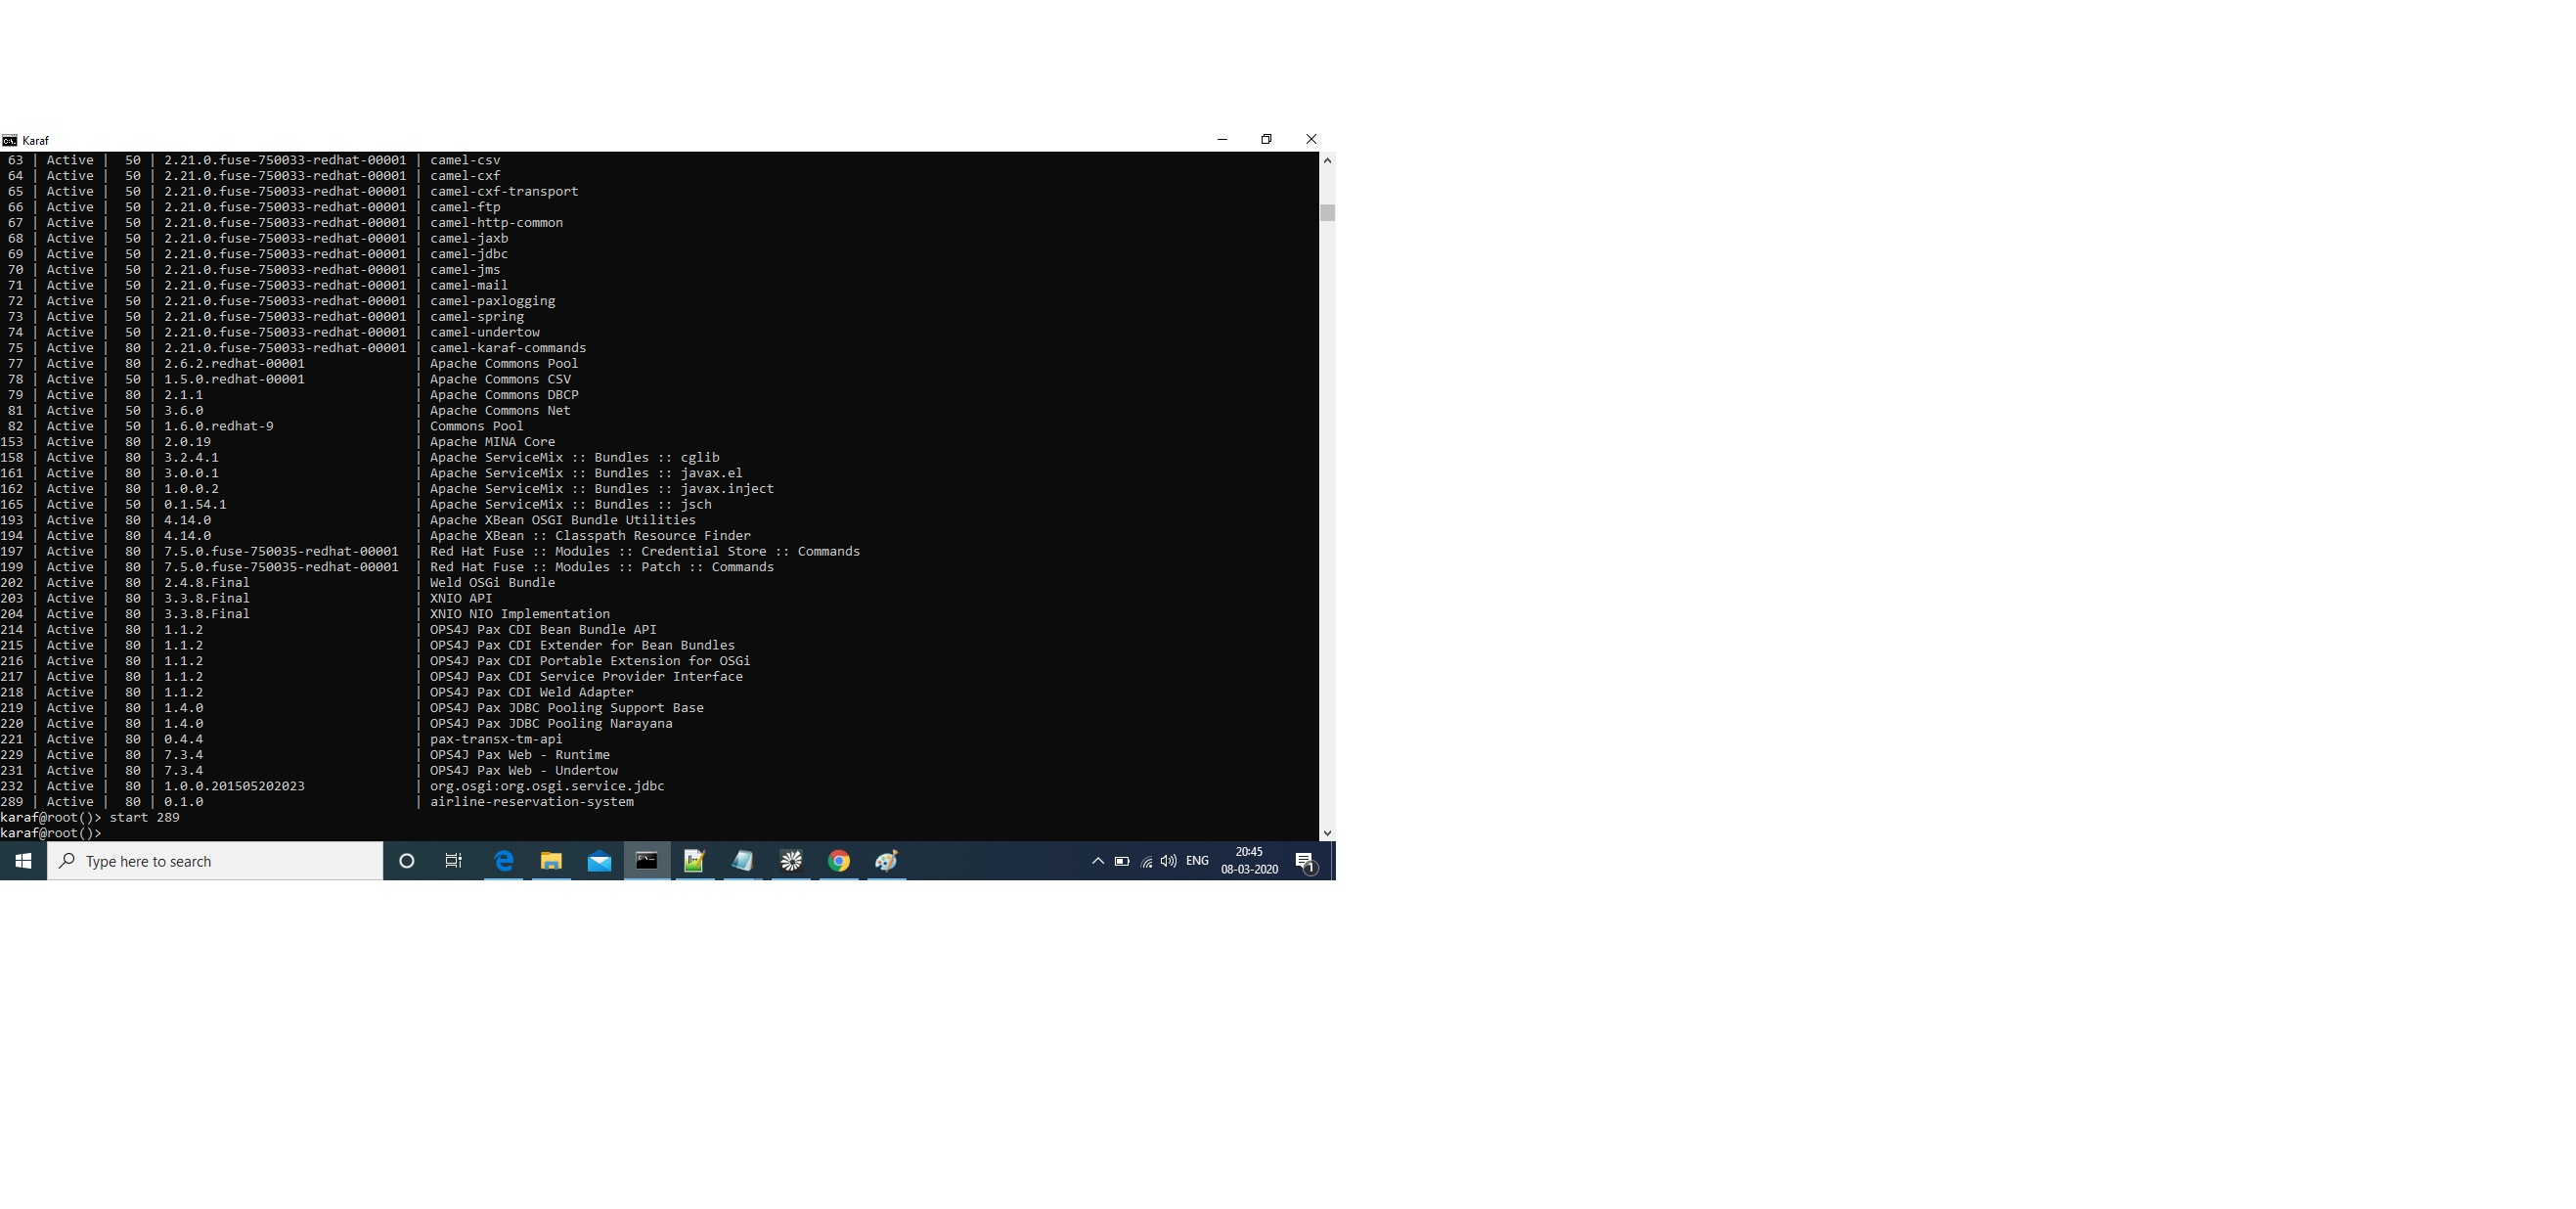 Karaf
63 | Active |  50 | 2.21.0.fuse-750033-redhat-00001 | camel-csv
64 | Active |  50 | 2.21.0.fuse-750033-redhat-00001 | camel-cxf
65 | Active |  50 | 2.21.0.fuse-750033-redhat-00001 | camel-cxf-transport
66 | Active |  50 | 2.21.0.fuse-750033-redhat-00001 | camel-ftp
67 | Active |  50 | 2.21.0.fuse-750033-redhat-00001 | camel-http-common
68 | Active |  50 | 2.21.0.fuse-750033-redhat-00001 | camel-jaxb
69 | Active |  50 | 2.21.0.fuse-750033-redhat-00001 | camel-jdbc
70 | Active |  50 | 2.21.0.fuse-750033-redhat-00001 | camel-jms
71 | Active |  50 | 2.21.0.fuse-750033-redhat-00001 | camel-mail
72 | Active |  50 | 2.21.0.fuse-750033-redhat-00001 | camel-paxlogging
73 | Active |  50 | 2.21.0.fuse-750033-redhat-00001 | camel-spring
74 | Active |  50 | 2.21.0.fuse-750033-redhat-00001 | camel-undertow
75 | Active |  80 | 2.21.0.fuse-750033-redhat-00001 | camel-karaf-commands
77 | Active |  80 | 2.6.2.redhat-00001 | Apache Commons Pool
78 | Active |  50 | 1.5.0.redhat-00001 | Apache Commons CSV
79 | Active |  80 | 2.1.1 | Apache Commons DBCP
81 | Active |  50 | 3.6.0 | Apache Commons Net
82 | Active |  50 | 1.6.0.redhat-9 | Commons Pool
153 | Active |  80 | 2.0.19 | Apache MINA Core
158 | Active |  80 | 3.2.4.1 | Apache ServiceMix :: Bundles :: cglib
161 | Active |  80 | 3.0.0.1 | Apache ServiceMix :: Bundles :: javax.el
162 | Active |  80 | 1.0.0.2 | Apache ServiceMix :: Bundles :: javax.inject
165 | Active |  50 | 0.1.54.1 | Apache ServiceMix :: Bundles :: jsch
193 | Active |  80 | 4.14.0 | Apache XBean OSGI Bundle Utilities
194 | Active |  80 | 4.14.0 | Apache XBean :: Classpath Resource Finder
197 | Active |  80 | 7.5.0.fuse-750035-redhat-00001 | Red Hat Fuse :: Modules :: Credential Store :: Commands
199 | Active |  80 | 7.5.0.fuse-750035-redhat-00001 | Red Hat Fuse :: Modules :: Patch :: Commands
202 | Active |  80 | 2.4.8.Final | Weld OSGi Bundle
203 | Active |  80 | 3.3.8.Final | XNIO API
204 | Active |  80 | 3.3.8.Final | XNIO NIO Implementation
214 | Active |  80 | 1.1.2 | OPS4J Pax CDI Bean Bundle API
215 | Active |  80 | 1.1.2 | OPS4J Pax CDI Extender for Bean Bundles
216 | Active |  80 | 1.1.2 | OPS4J Pax CDI Portable Extension for OSGi
217 | Active |  80 | 1.1.2 | OPS4J Pax CDI Service Provider Interface
218 | Active |  80 | 1.1.2 | OPS4J Pax CDI Weld Adapter
219 | Active |  80 | 1.4.0 | OPS4J Pax JDBC Pooling Support Base
220 | Active |  80 | 1.4.0 | OPS4J Pax JDBC Pooling Narayana
221 | Active |  80 | 0.4.4 | pax-transx-tm-api
229 | Active |  80 | 7.3.4 | OPS4J Pax Web - Runtime
231 | Active |  80 | 7.3.4 | OPS4J Pax Web - Undertow
232 | Active |  80 | 1.0.0.201505202023 | org.osgi:org.osgi.service.jdbc
289 | Active |  80 | 0.1.0 | airline-reservation-system
karaf@root()> start 289
karaf@root()>
Type here to search
ENG
20:45
08-03-2020
1